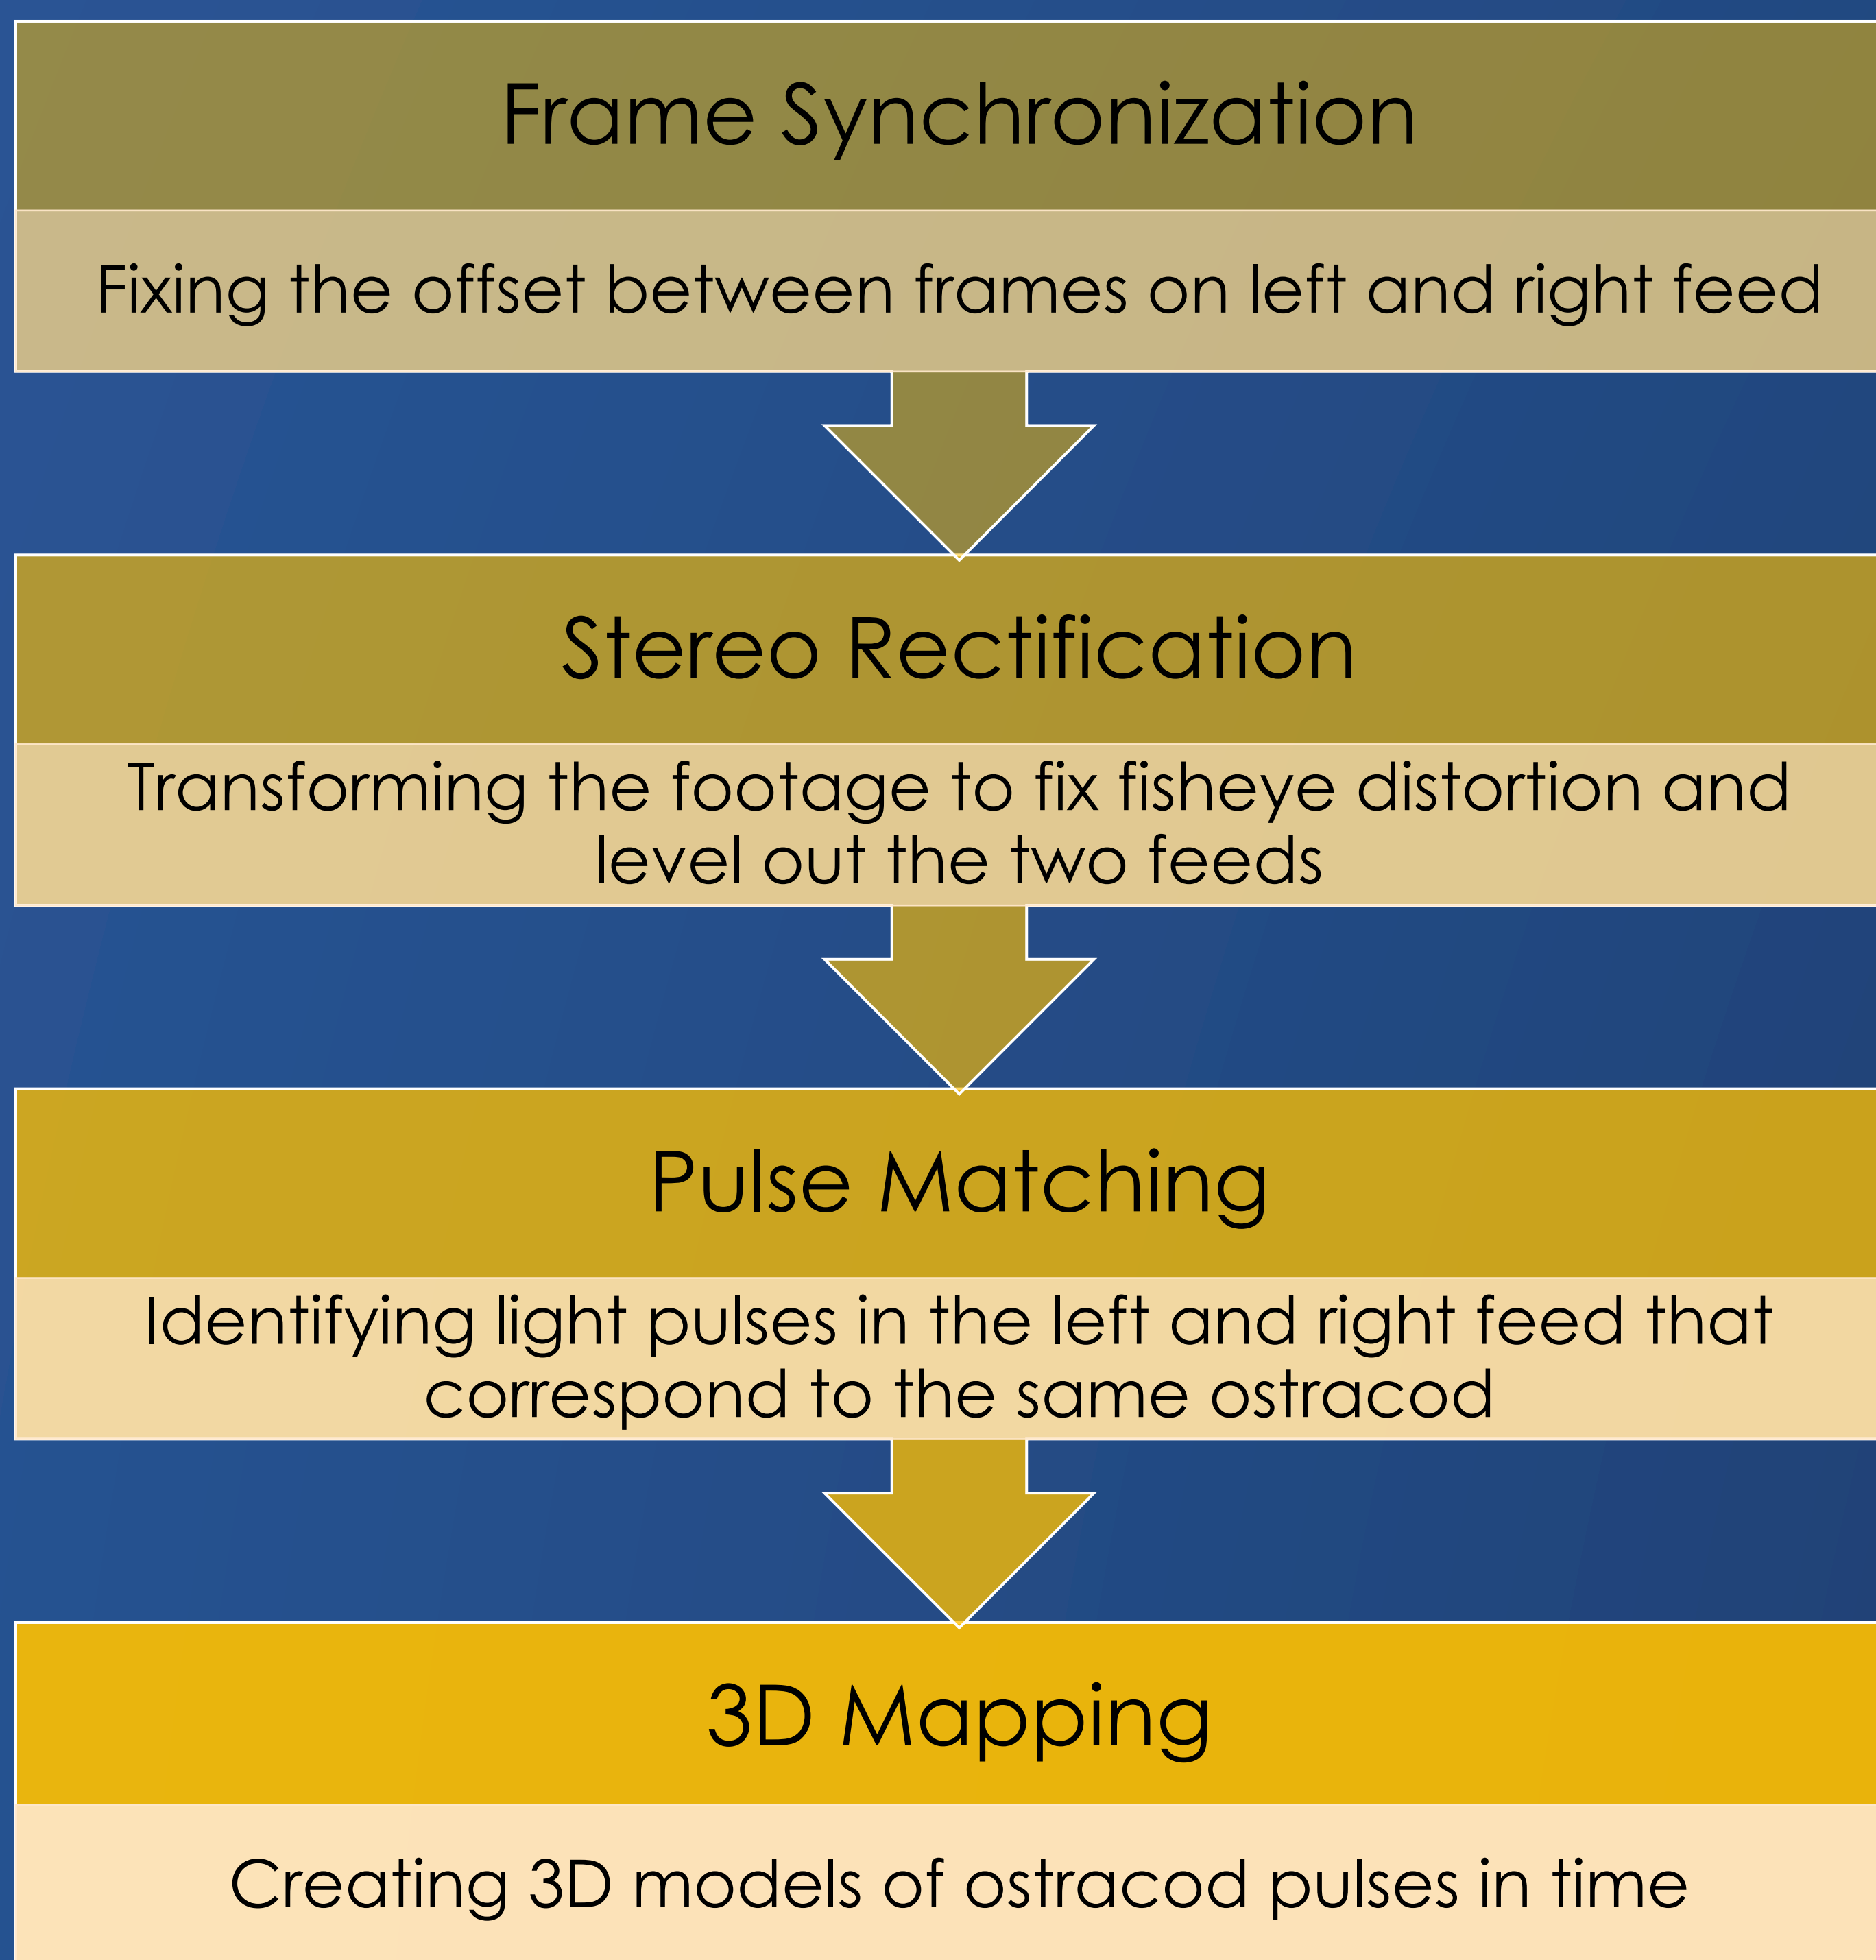 Frame Synchronization
Fixing the offset between frames on left and right feed
Stereo Rectification
Transforming the footage to fix fisheye distortion and
level out the two feeds
Pulse Matching
Identifying light pulses in the left and right feed that
correspond to the same ostracod
3D Mapping
Creating 3D models of ostracod pulses in time